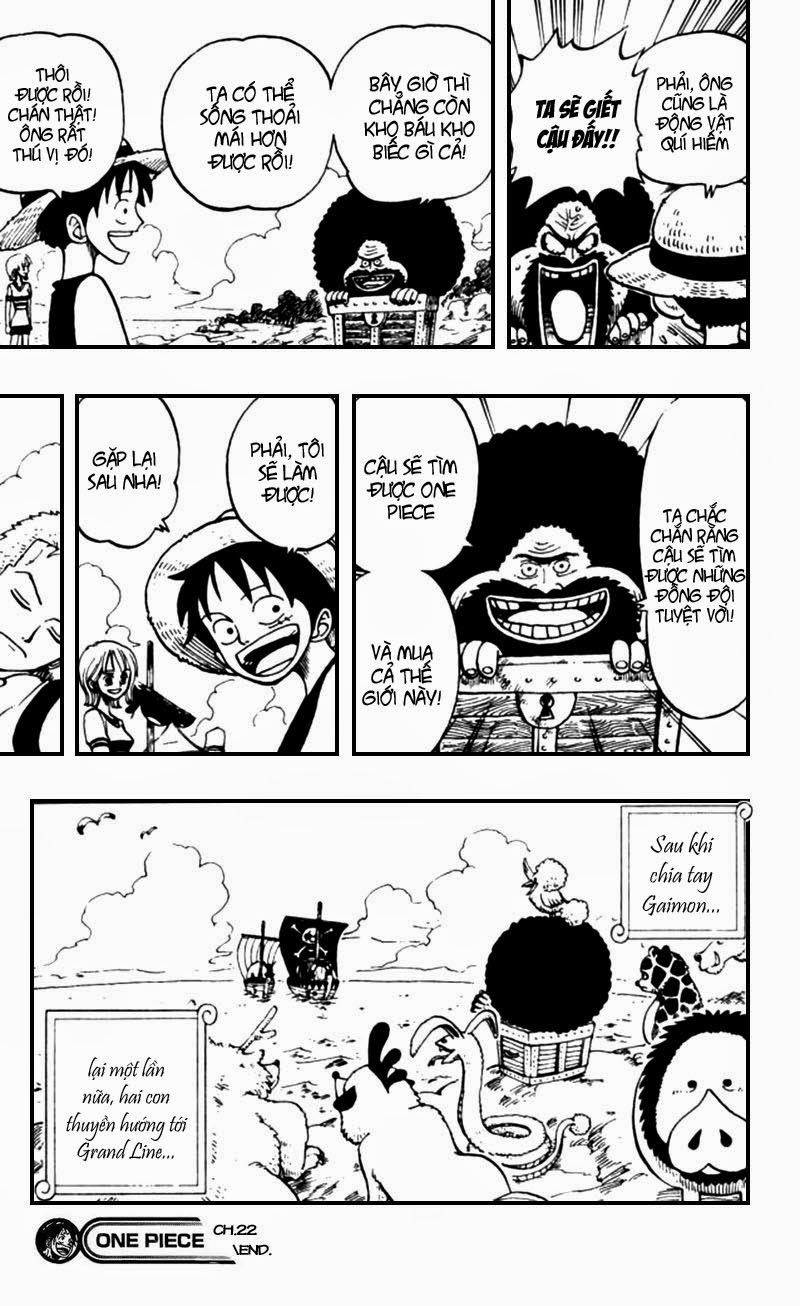 PHẢI, ÔNG
CŨNG LÀ
ĐỘNG VẬT
QUÍ HIẾM
TA SẼ GIẾT
CẬU ĐẤY!!
BÂY GIỜ THÌ
CHẲNG CÒN
KHO BÁU KHO
BIẾC GÌ CẢ!
TA CÓ THỂ
SỐNG THOẢI
MÁI HƠN
ĐƯỢC RỒI!
THÔI
ĐƯỢC RỒI!
CHÁN THẬT!
ÔNG RẤT
THÚ VỊ ĐÓ!
TA CHẮC
CHẮN RẰNG
CẬU SẼ TÌM
ĐƯỢC NHỮNG
ĐỒNG ĐỘI
TUYỆT VỜI!
CẬU SẼ TÌM
ĐƯỢC ONE
PIECE
VÀ MUA
CẢ THẾ
GIỚI NÀY!
PHẢI, TÔI
SẼ LÀM
ĐƯỢC!
GẶP LẠI
SAU NHA!
Sau khi
chia tay
Gaimon...
lại một lần
nữa, hai con
thuyền hướng tới
Grand Line...
ONE PIECE
CH.22
\END.